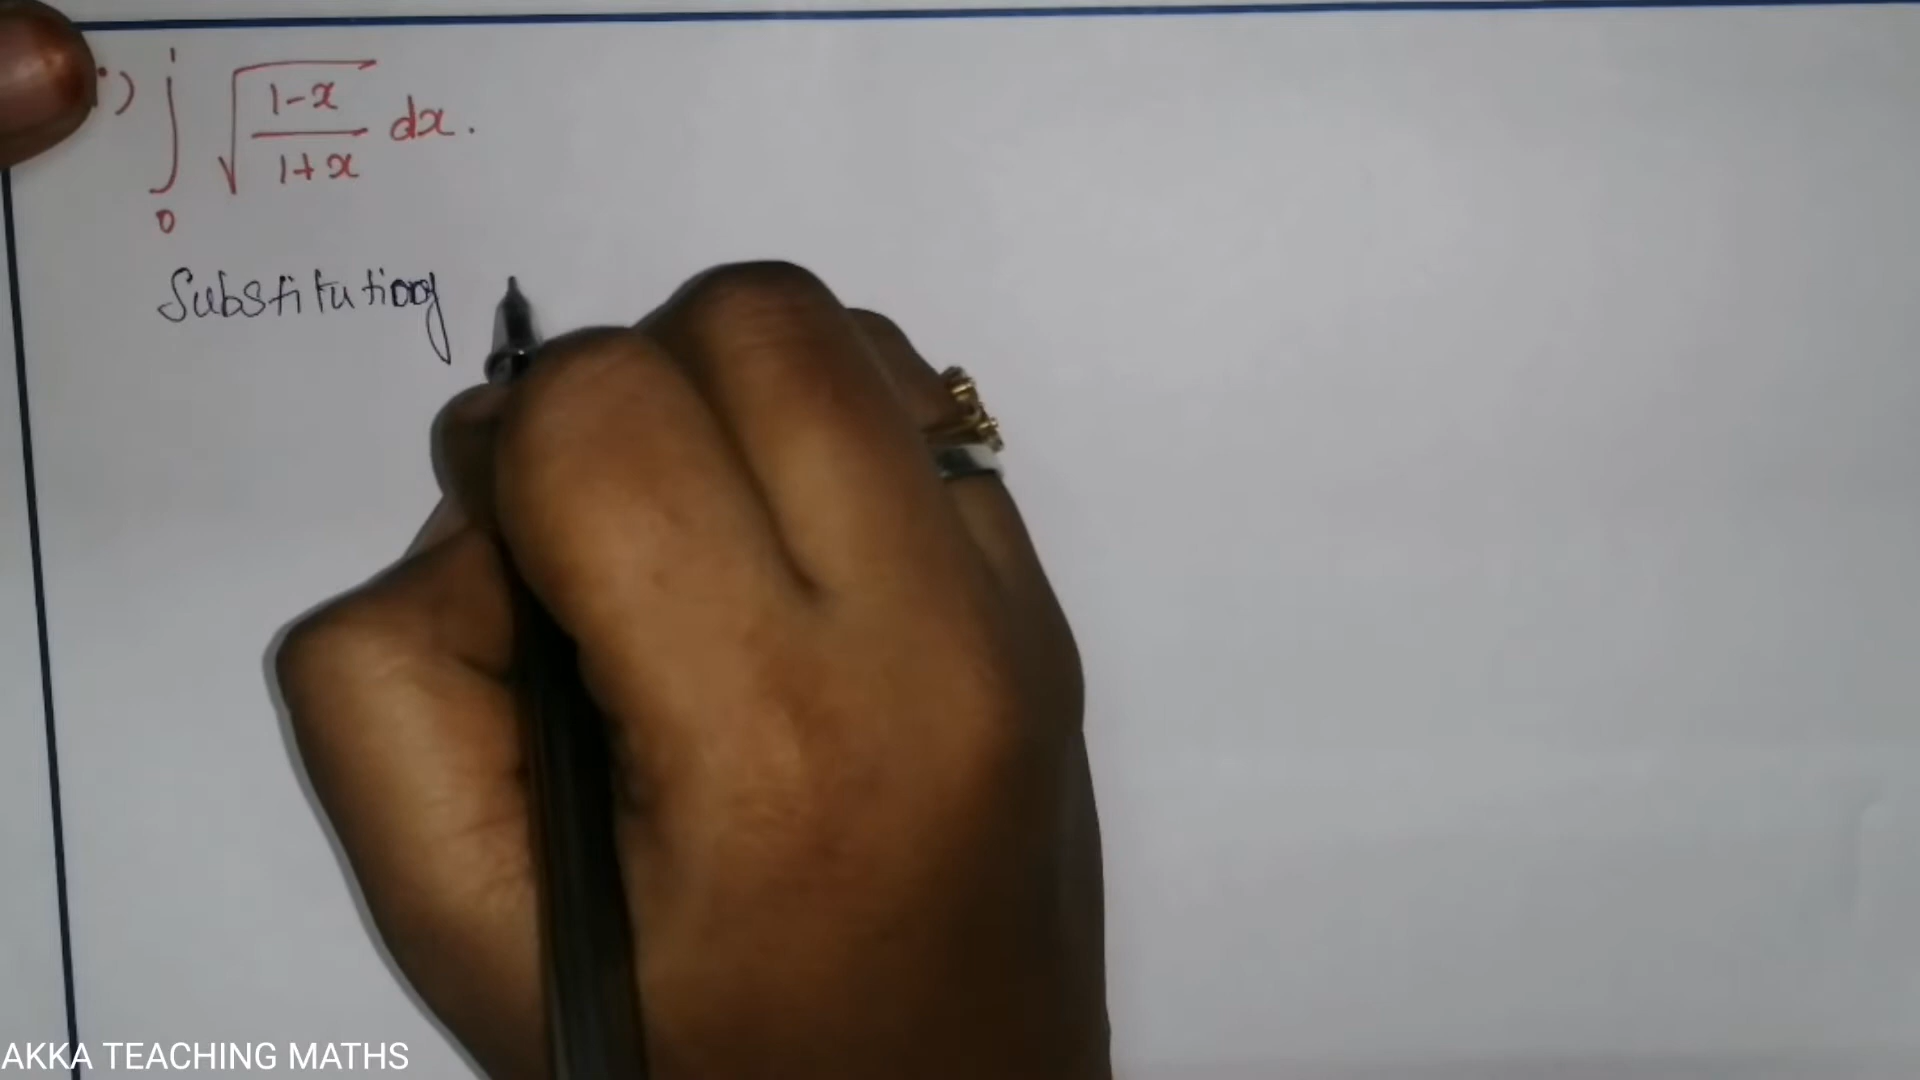 i) ∫₀¹ √((1-x)/(1+x)) dx.
Substitution
AKKA TEACHING MATHS